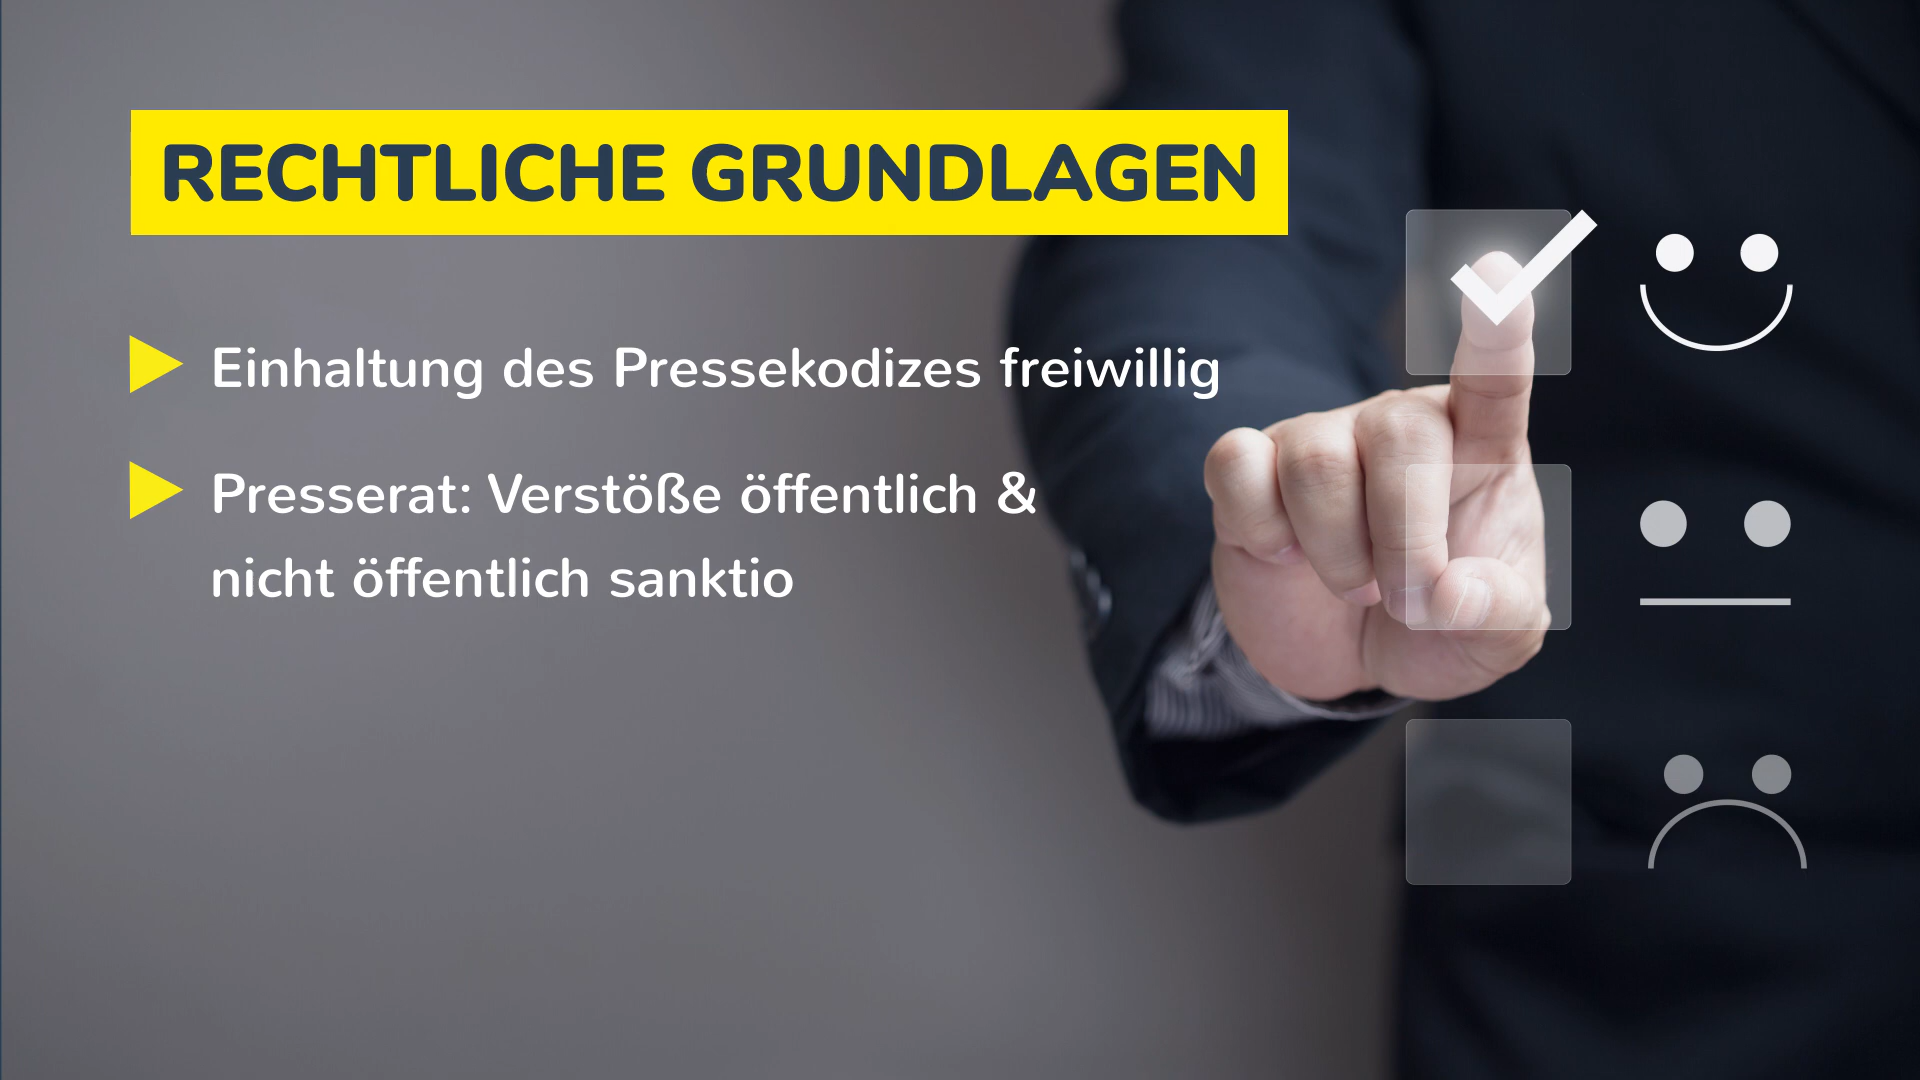 RECHTLICHE GRUNDLAGEN
Einhaltung des Pressekodizes freiwillig
Presserat: Verstöße öffentlich &
nicht öffentlich sanktio